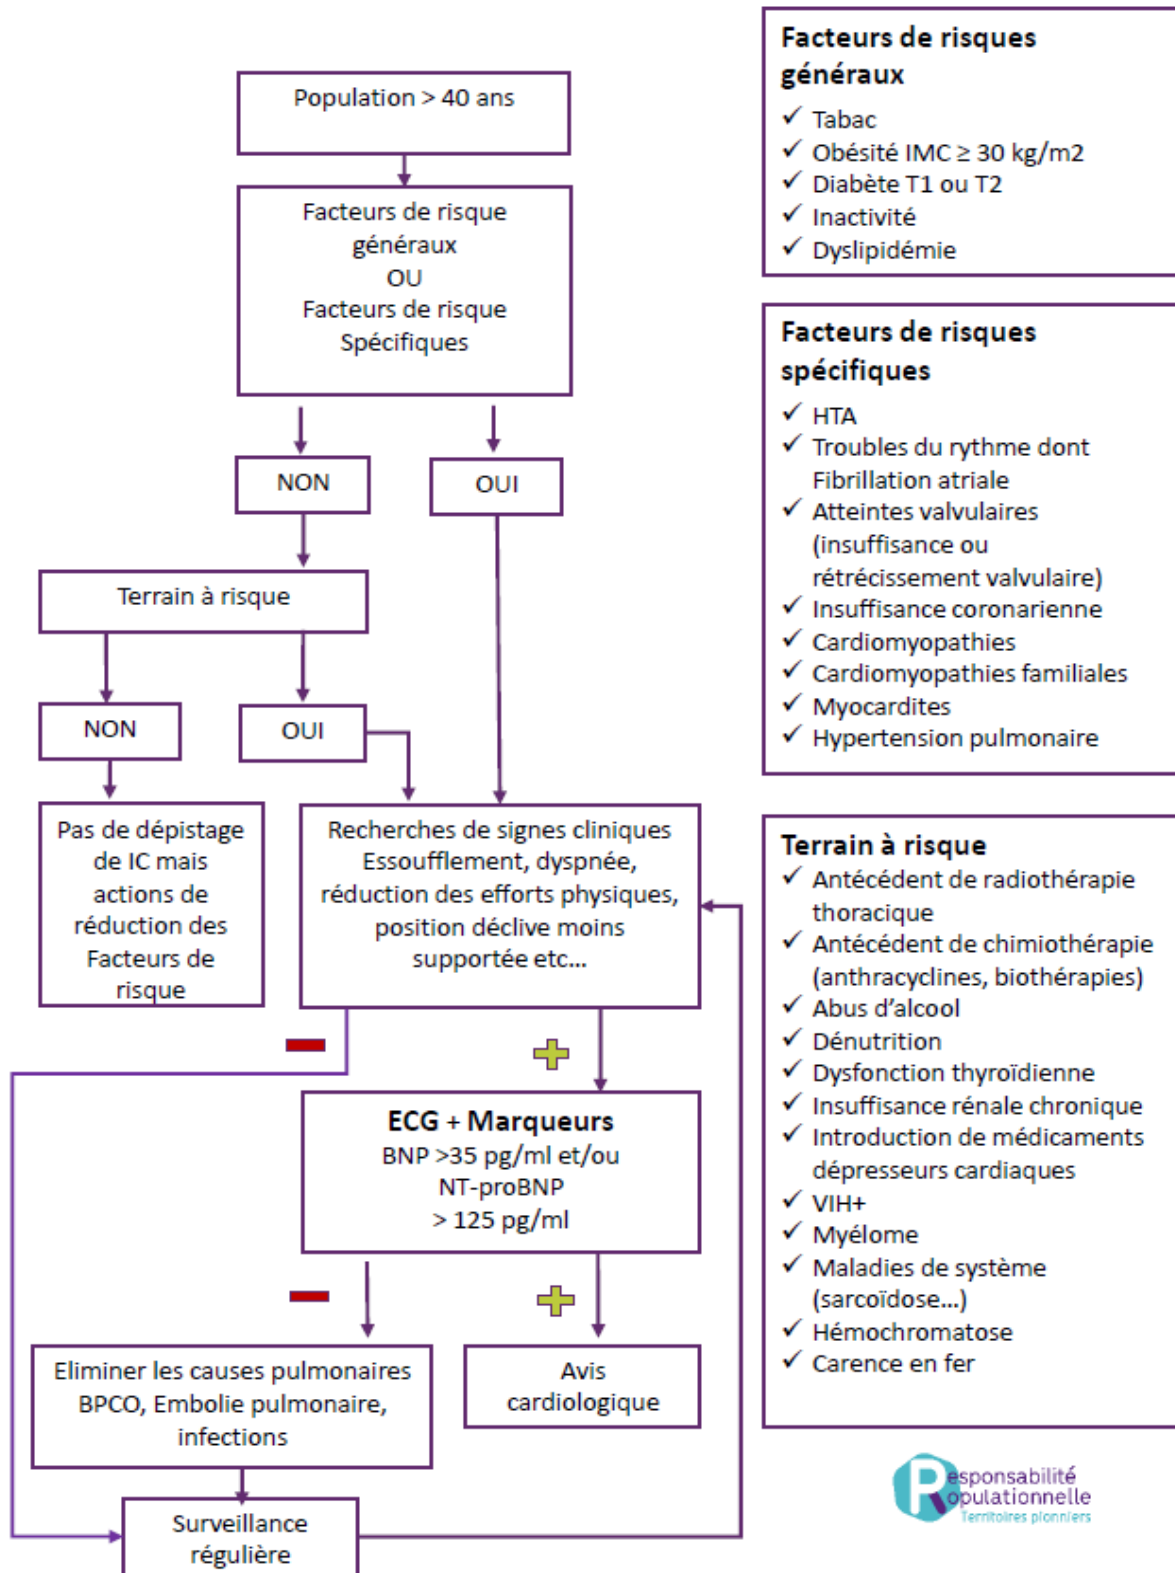 Population > 40 ans
Facteurs de risque
généraux
OU
Facteurs de risque
Spécifiques
NON
OUI
Terrain à risque
NON
OUI
Pas de dépistage
de IC mais
actions de
réduction des
Facteurs de
risque
Recherches de signes cliniques
Essoufflement, dyspnée,
réduction des efforts physiques,
position déclive moins
supportée etc...
ECG + Marqueurs
BNP >35 pg/ml et/ou
NT-proBNP
> 125 pg/ml
Eliminer les causes pulmonaires
BPCO, Embolie pulmonaire,
infections
Avis
cardiologique
Surveillance
régulière
Facteurs de risques
généraux
✓ Tabac
✓ Obésité IMC ≥ 30 kg/m2
✓ Diabète T1 ou T2
✓ Inactivité
✓ Dyslipidémie
Facteurs de risques
spécifiques
✓ HTA
✓ Troubles du rythme dont
Fibrillation atriale
✓ Atteintes valvulaires
(insuffisance ou
rétrécissement valvulaire)
✓ Insuffisance coronarienne
✓ Cardiomyopathies
✓ Cardiomyopathies familiales
✓ Myocardites
✓ Hypertension pulmonaire
Terrain à risque
✓ Antécédent de radiothérapie
thoracique
✓ Antécédent de chimiothérapie
(anthracyclines, biothérapies)
✓ Abus d'alcool
✓ Dénutrition
✓ Dysfonction thyroïdienne
✓ Insuffisance rénale chronique
✓ Introduction de médicaments
dépresseurs cardiaques
✓ VIH+
✓ Myélome
✓ Maladies de système
(sarcoïdose...)
✓ Hémochromatose
✓ Carence en fer
Responsabilité
Populationnelle
Territoires pionniers